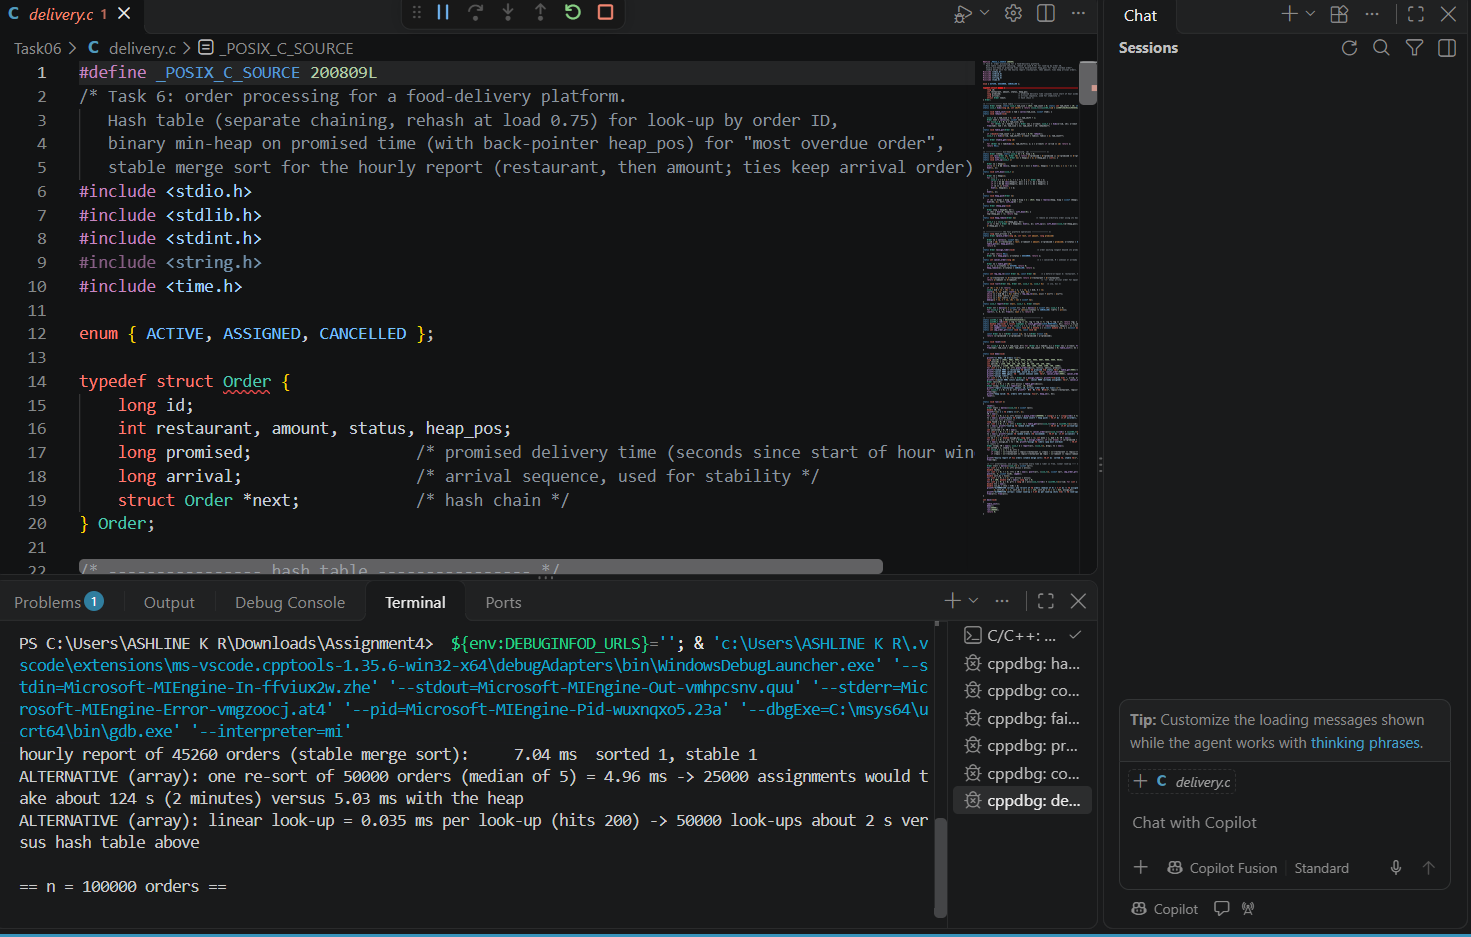 delivery.c 1
Chat
Task06 > C delivery.c > _POSIX_C_SOURCE
Sessions
1 #define _POSIX_C_SOURCE 200809L
2 /* Task 6: order processing for a food-delivery platform.
3 Hash table (separate chaining, rehash at load 0.75) for look-up by order ID,
4 binary min-heap on promised time (with back-pointer heap_pos) for "most overdue order",
5 stable merge sort for the hourly report (restaurant, then amount; ties keep arrival order)
6 #include <stdio.h>
7 #include <stdlib.h>
8 #include <stdint.h>
9 #include <string.h>
10 #include <time.h>
11
12 enum { ACTIVE, ASSIGNED, CANCELLED };
13
14 typedef struct Order {
15 long id;
16 int restaurant, amount, status, heap_pos;
17 long promised; /* promised delivery time (seconds since start of hour win
18 long arrival; /* arrival sequence, used for stability */
19 struct Order *next; /* hash chain */
20 } Order;
21
22 /* ---------------- hash table ---------------- */
Problems 1 Output Debug Console Terminal Ports
PS C:\Users\ASHLINE K R\Downloads\Assignment4> ${env:DEBUGINFOD_URLS}=''; & 'c:\Users\ASHLINE K R\.v
scode\extensions\ms-vscode.cpptools-1.35.6-win32-x64\debugAdapters\bin\WindowsDebugLauncher.exe' '--s
tdin=Microsoft-MIEngine-In-ffviux2w.zhe' '--stdout=Microsoft-MIEngine-Out-vmhpcsnv.quu' '--stderr=Mic
rosoft-MIEngine-Error-vmgzoocj.at4' '--pid=Microsoft-MIEngine-Pid-wuxnqxo5.23a' '--dbgExe=C:\msys64\u
crt64\bin\gdb.exe' '--interpreter=mi'
hourly report of 45260 orders (stable merge sort): 7.04 ms sorted 1, stable 1
ALTERNATIVE (array): one re-sort of 50000 orders (median of 5) = 4.96 ms -> 25000 assignments would t
ake about 124 s (2 minutes) versus 5.03 ms with the heap
ALTERNATIVE (array): linear look-up = 0.035 ms per look-up (hits 200) -> 50000 look-ups about 2 s ver
sus hash table above
== n = 100000 orders ==
C/C++: ...
cppdbg: ha...
cppdbg: co...
cppdbg: fai...
cppdbg: pr...
cppdbg: co...
cppdbg: de...
Tip: Customize the loading messages shown
while the agent works with thinking phrases.
C delivery.c
Chat with Copilot
Copilot Fusion Standard
Copilot